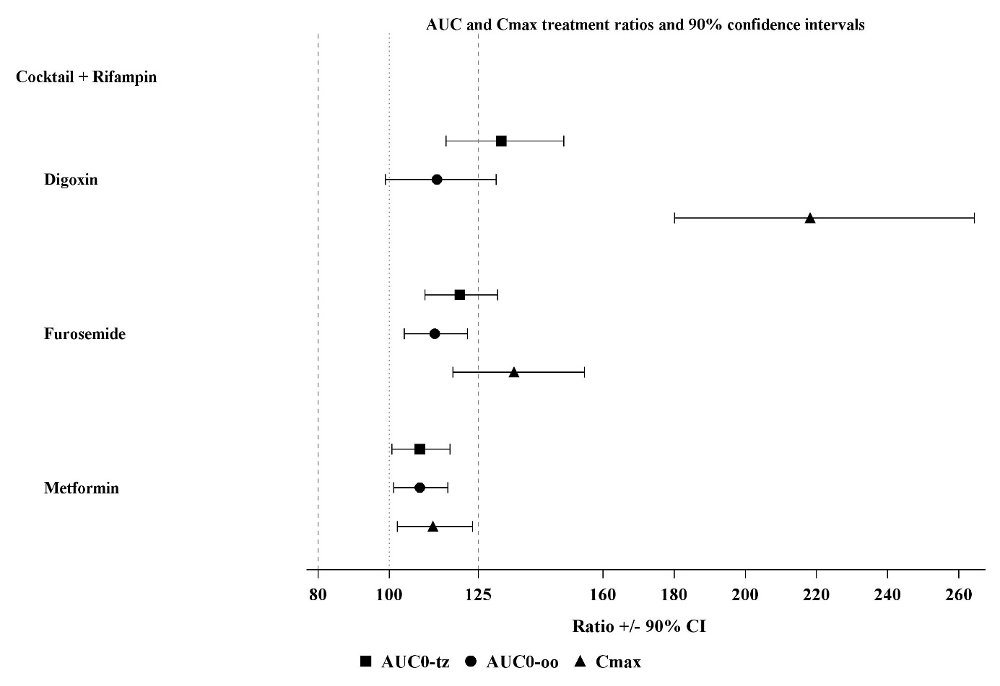 AUC and Cmax treatment ratios and 90% confidence intervals
Cocktail + Rifampin
Digoxin
Furosemide
Metformin
80 100 125 160 180 200 220 240 260
Ratio +/- 90% CI
AUC0-tz AUC0-oo Cmax